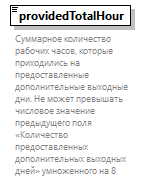 providedTotalHour
Суммарное количество
рабочих часов, которые
приходились на
предоставленные
дополнительные выходные
дни. Не может превышать
числовое значение
предыдущего поля
«Количество
предоставленных
дополнительных выходных
дней» умноженного на 8